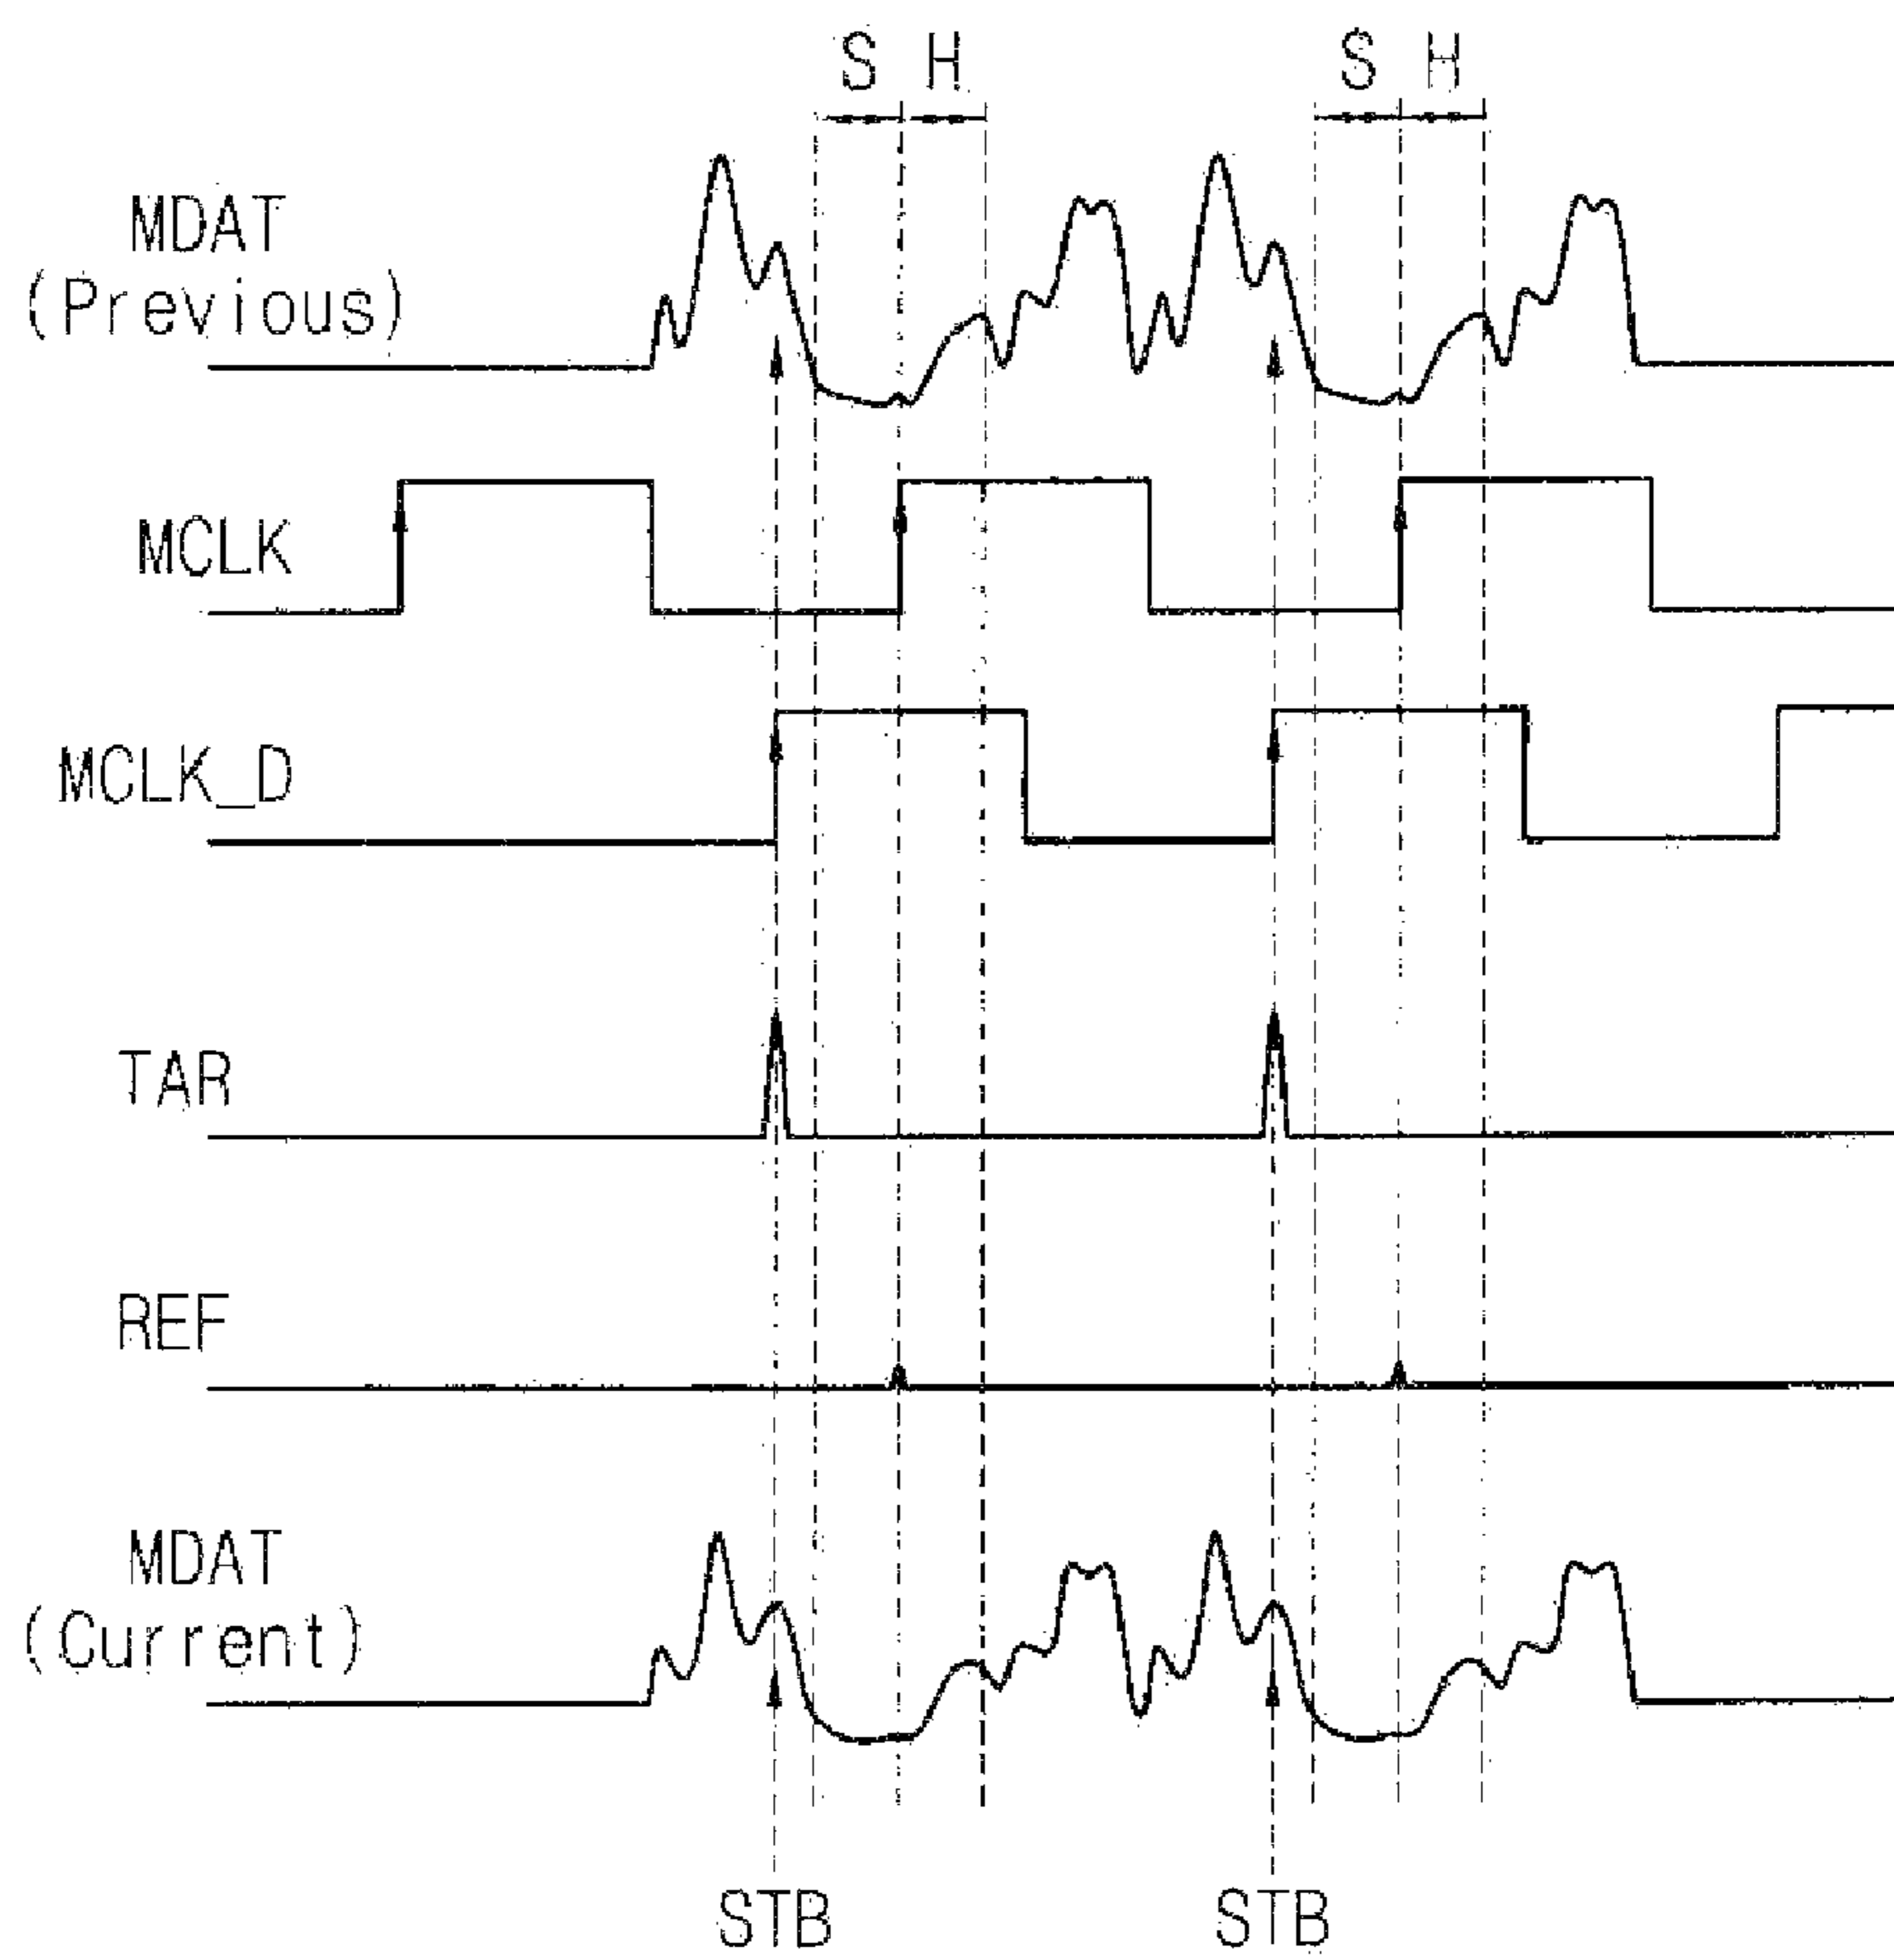 S H S H
MDAT
(Previous)
MCLK
MCLK_D
TAR
REF
MDAT
(Current)
STB STB